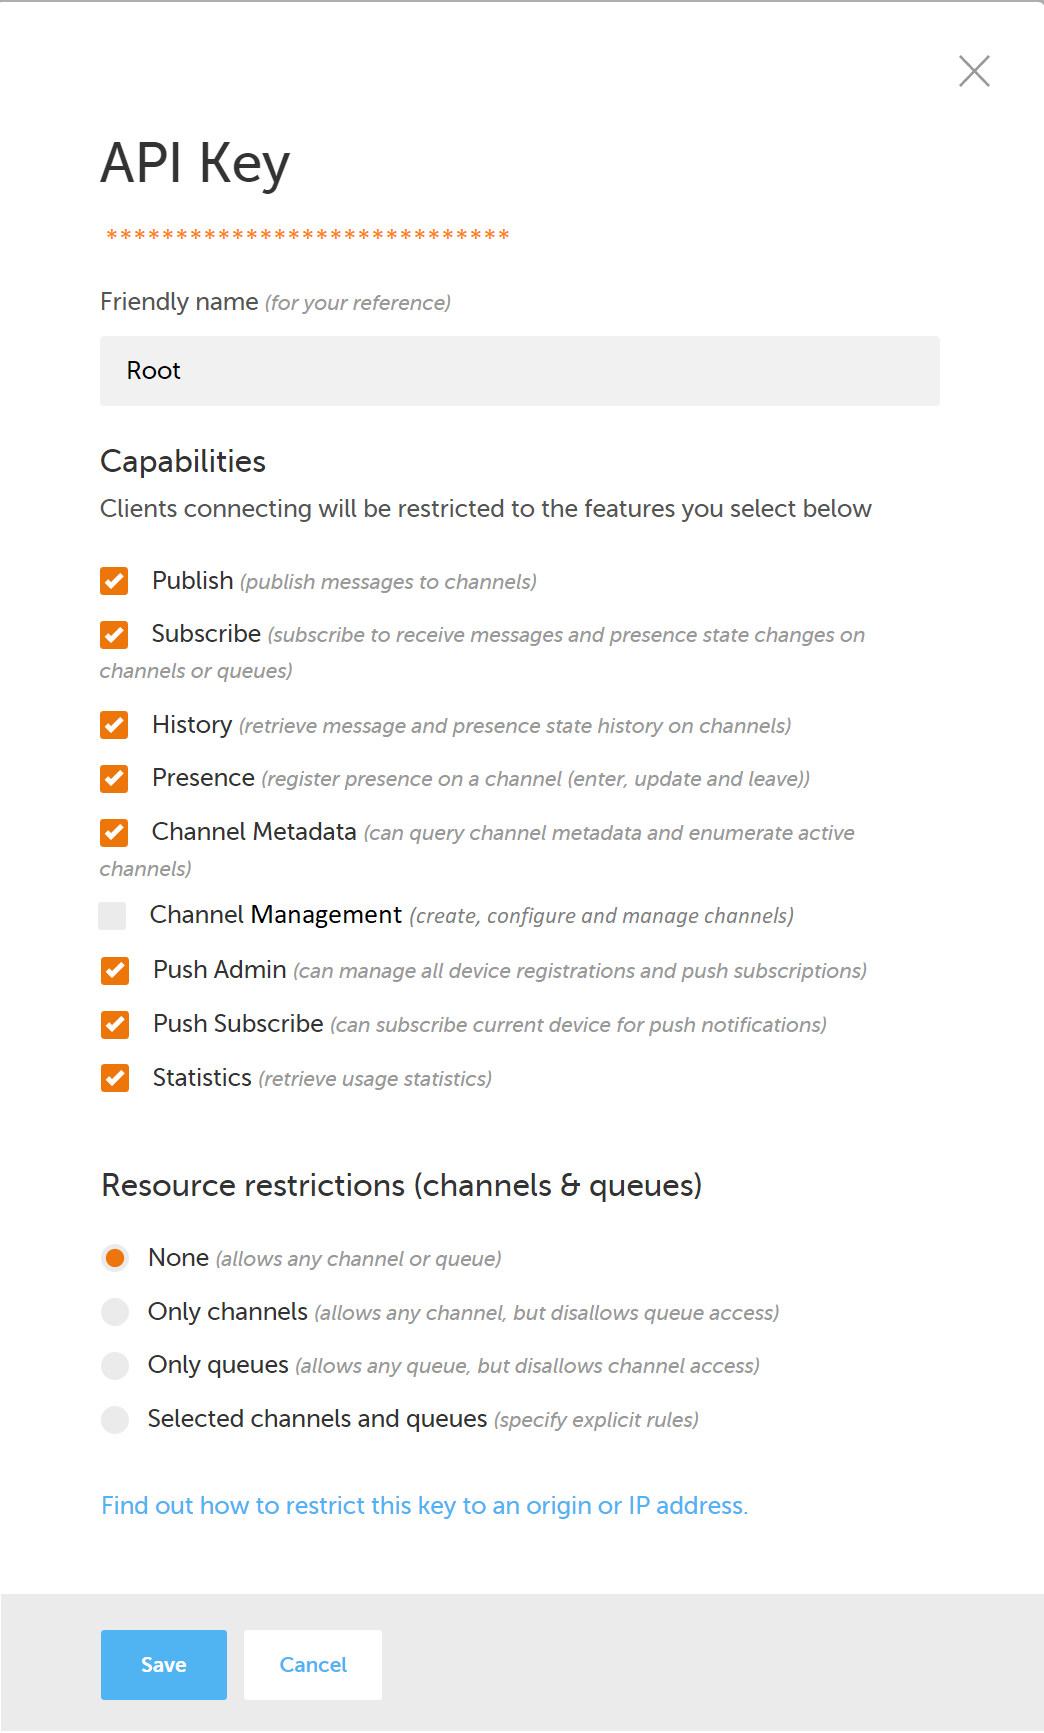 API Key
*****************************
Friendly name (for your reference)
Root
Capabilities
Clients connecting will be restricted to the features you select below
Publish (publish messages to channels)
Subscribe (subscribe to receive messages and presence state changes on
channels or queues)
History (retrieve message and presence state history on channels)
Presence (register presence on a channel (enter, update and leave))
Channel Metadata (can query channel metadata and enumerate active
channels)
Channel Management (create, configure and manage channels)
Push Admin (can manage all device registrations and push subscriptions)
Push Subscribe (can subscribe current device for push notifications)
Statistics (retrieve usage statistics)
Resource restrictions (channels & queues)
None (allows any channel or queue)
Only channels (allows any channel, but disallows queue access)
Only queues (allows any queue, but disallows channel access)
Selected channels and queues (specify explicit rules)
Find out how to restrict this key to an origin or IP address.
Save Cancel